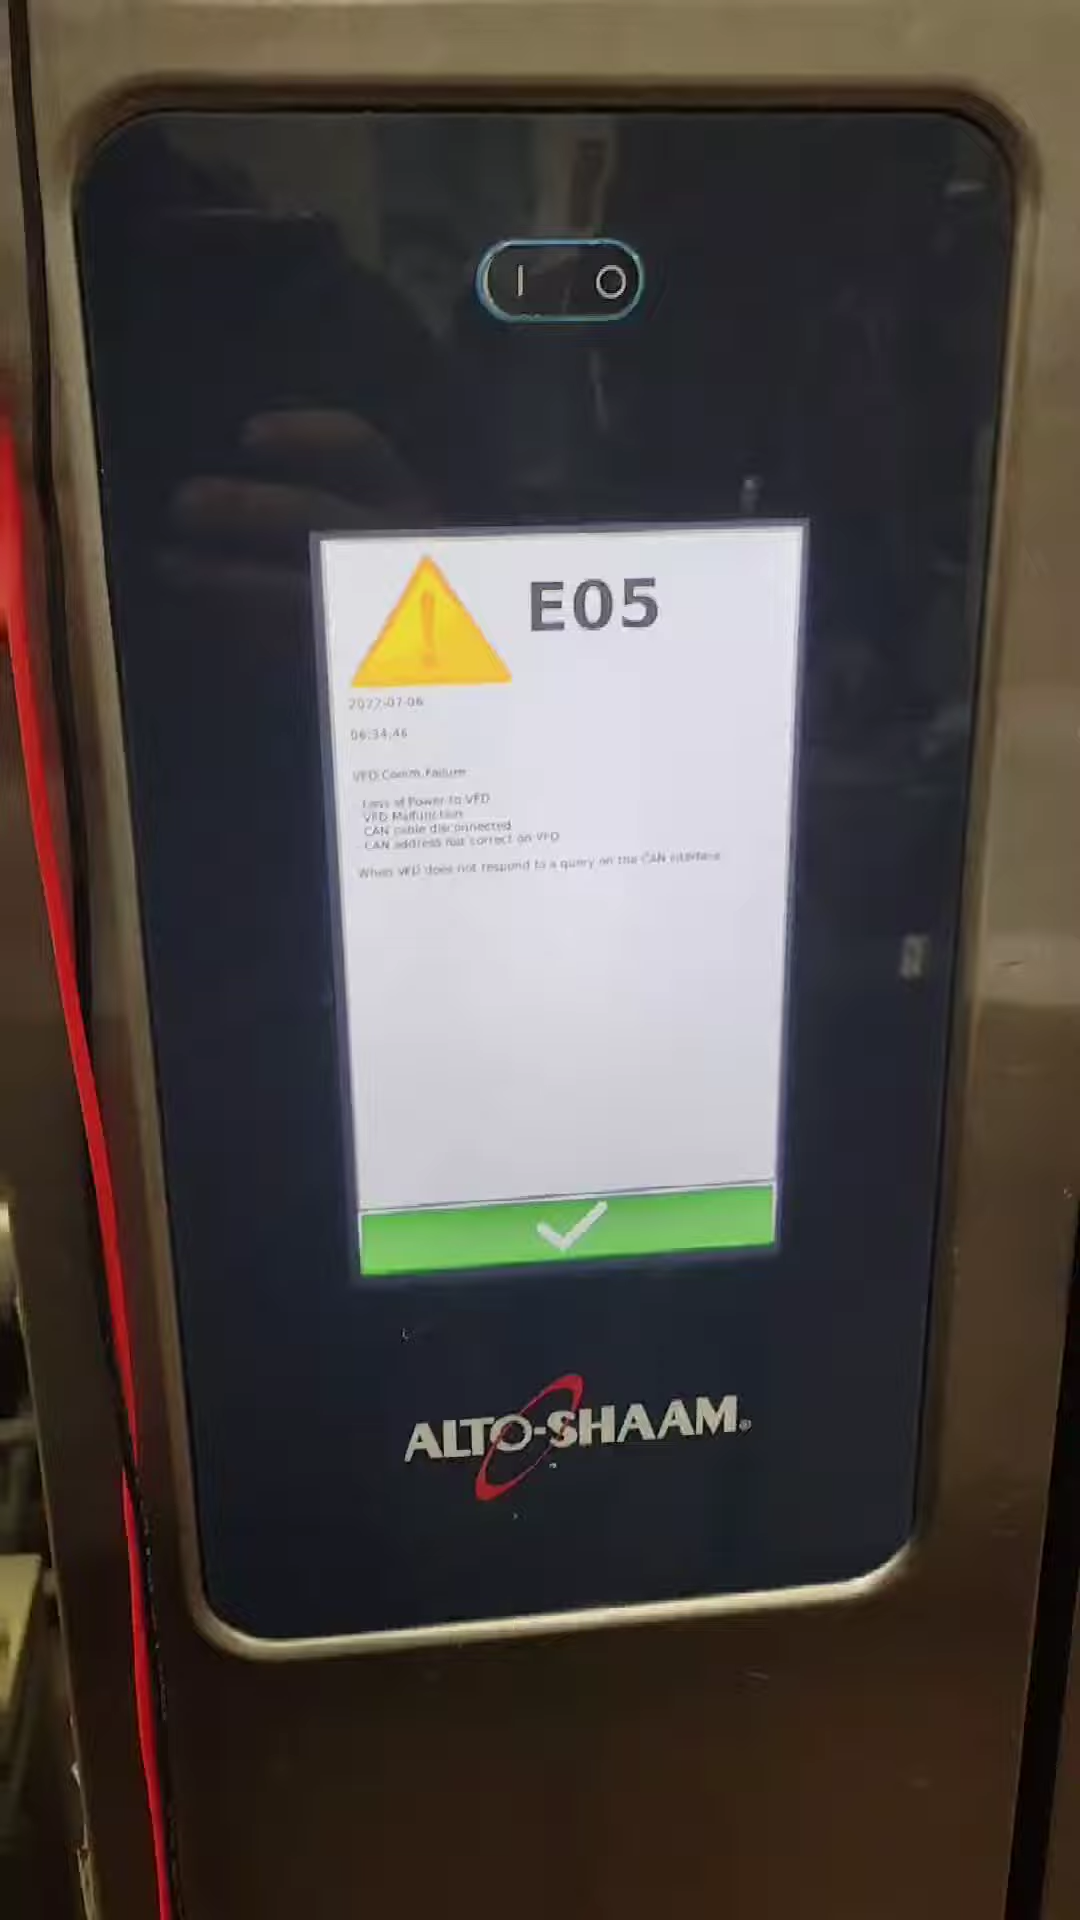 I O
E05
2022-07-06
06:34:46
VFD Comm Failure
- Loss of Power to VFD
- VFD Malfunction
- CAN cable disconnected
- CAN address not correct on VFD
When VFD does not respond to a query on the CAN interface.
ALTO-SHAAM®